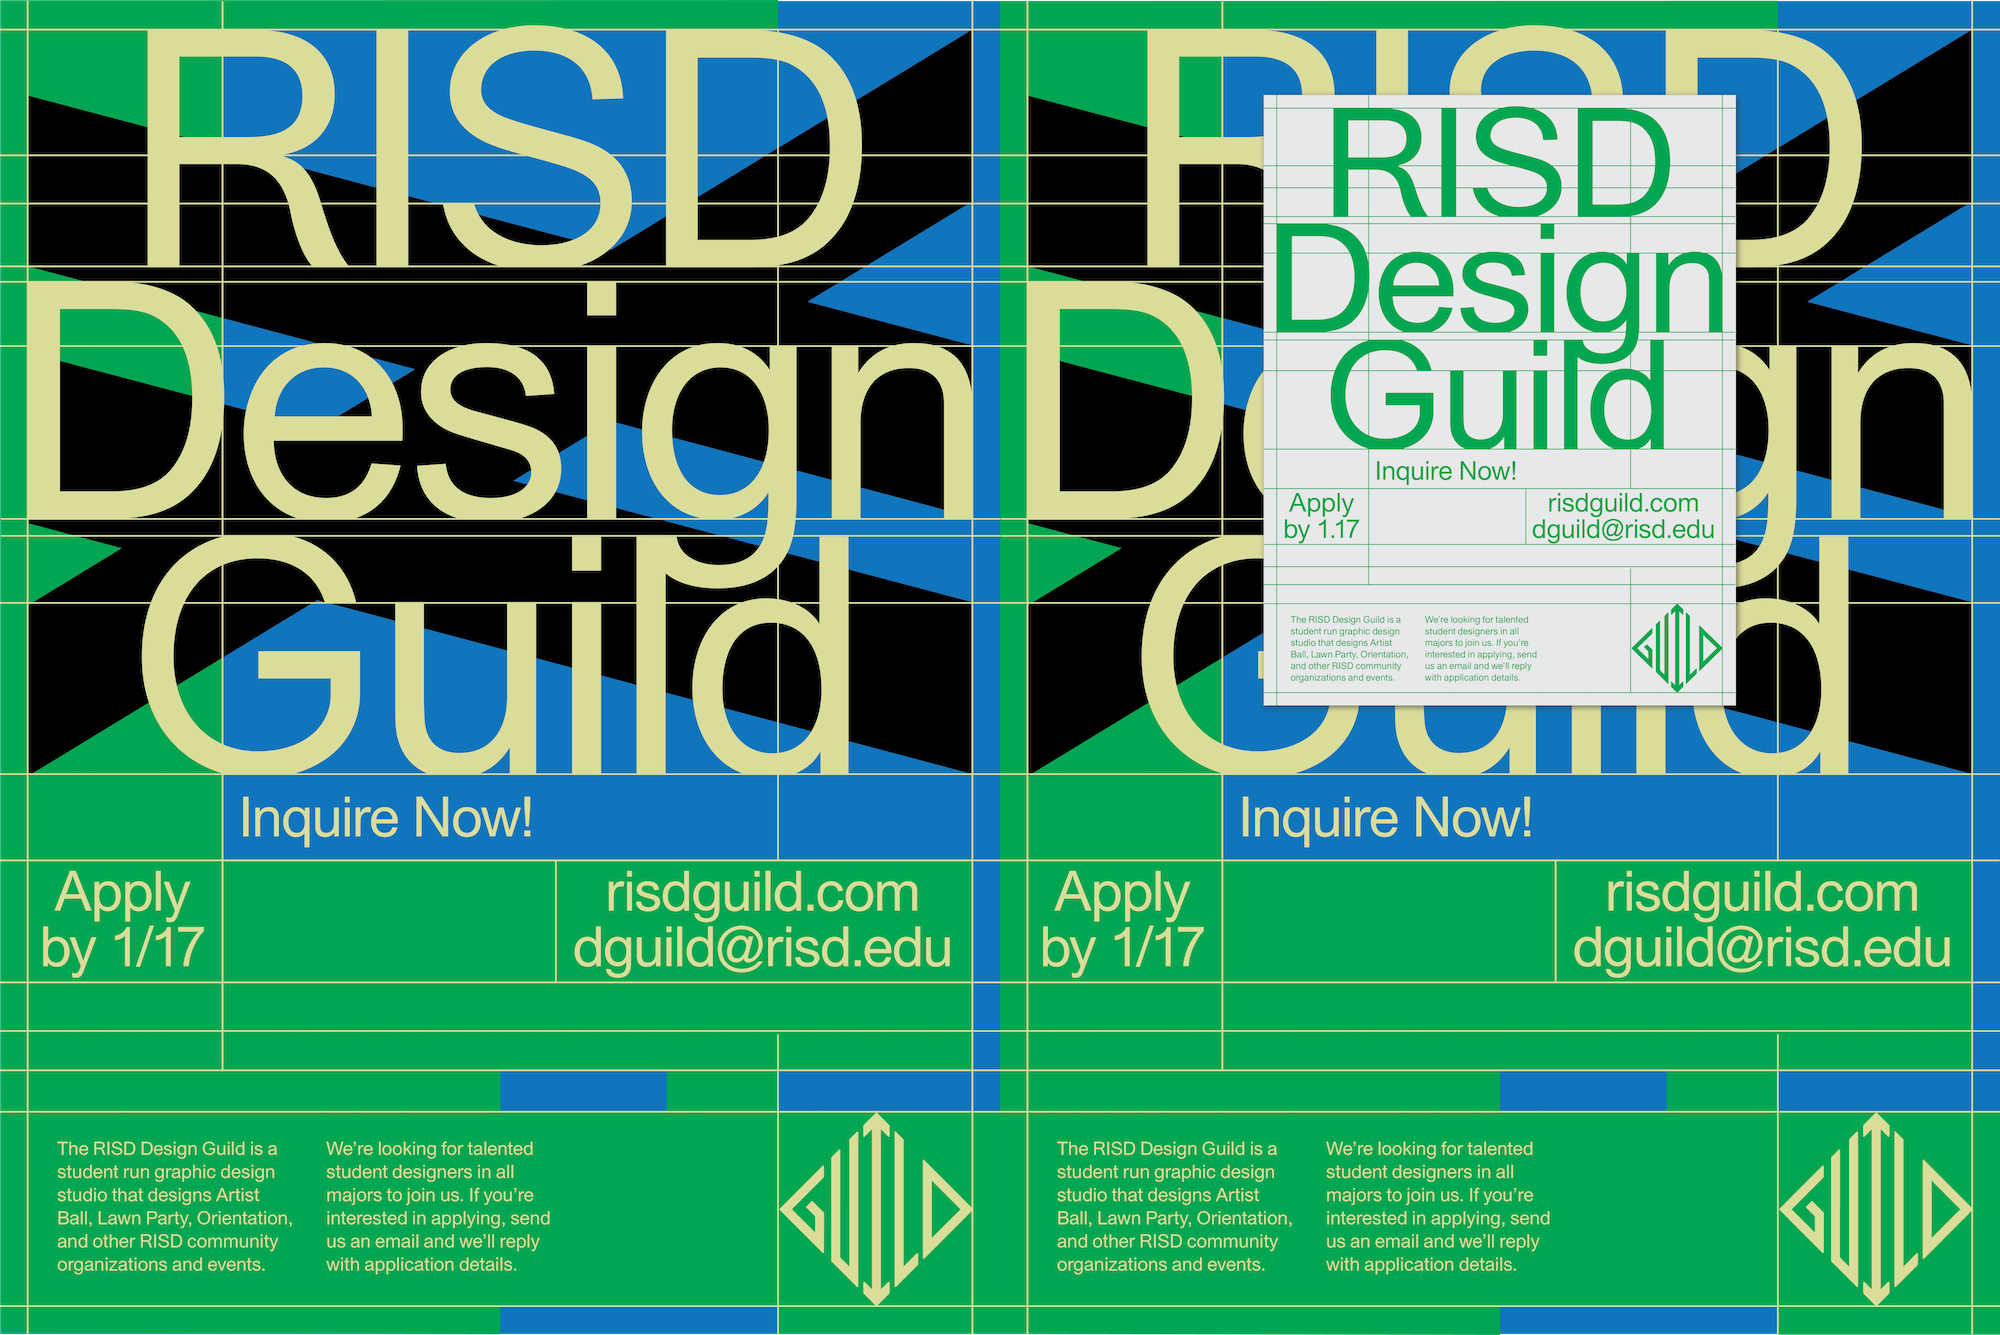 RISD
Design
Guild
Inquire Now!
Apply
by 1/17
risdguild.com
dguild@risd.edu
The RISD Design Guild is a
student run graphic design
studio that designs Artist
Ball, Lawn Party, Orientation,
and other RISD community
organizations and events.
We're looking for talented
student designers in all
majors to join us. If you're
interested in applying, send
us an email and we'll reply
with application details.
GUILD
RISD
Design
Guild
Inquire Now!
Apply
by 1/17
risdguild.com
dguild@risd.edu
The RISD Design Guild is a
student run graphic design
studio that designs Artist
Ball, Lawn Party, Orientation,
and other RISD community
organizations and events.
We're looking for talented
student designers in all
majors to join us. If you're
interested in applying, send
us an email and we'll reply
with application details.
GUILD
RISD
Design
Guild
Inquire Now!
Apply
by 1.17
risdguild.com
dguild@risd.edu
The RISD Design Guild is a
student run graphic design
studio that designs Artist
Ball, Lawn Party, Orientation,
and other RISD community
organizations and events.
We're looking for talented
student designers in all
majors to join us. If you're
interested in applying, send
us an email and we'll reply
with application details.
GUILD